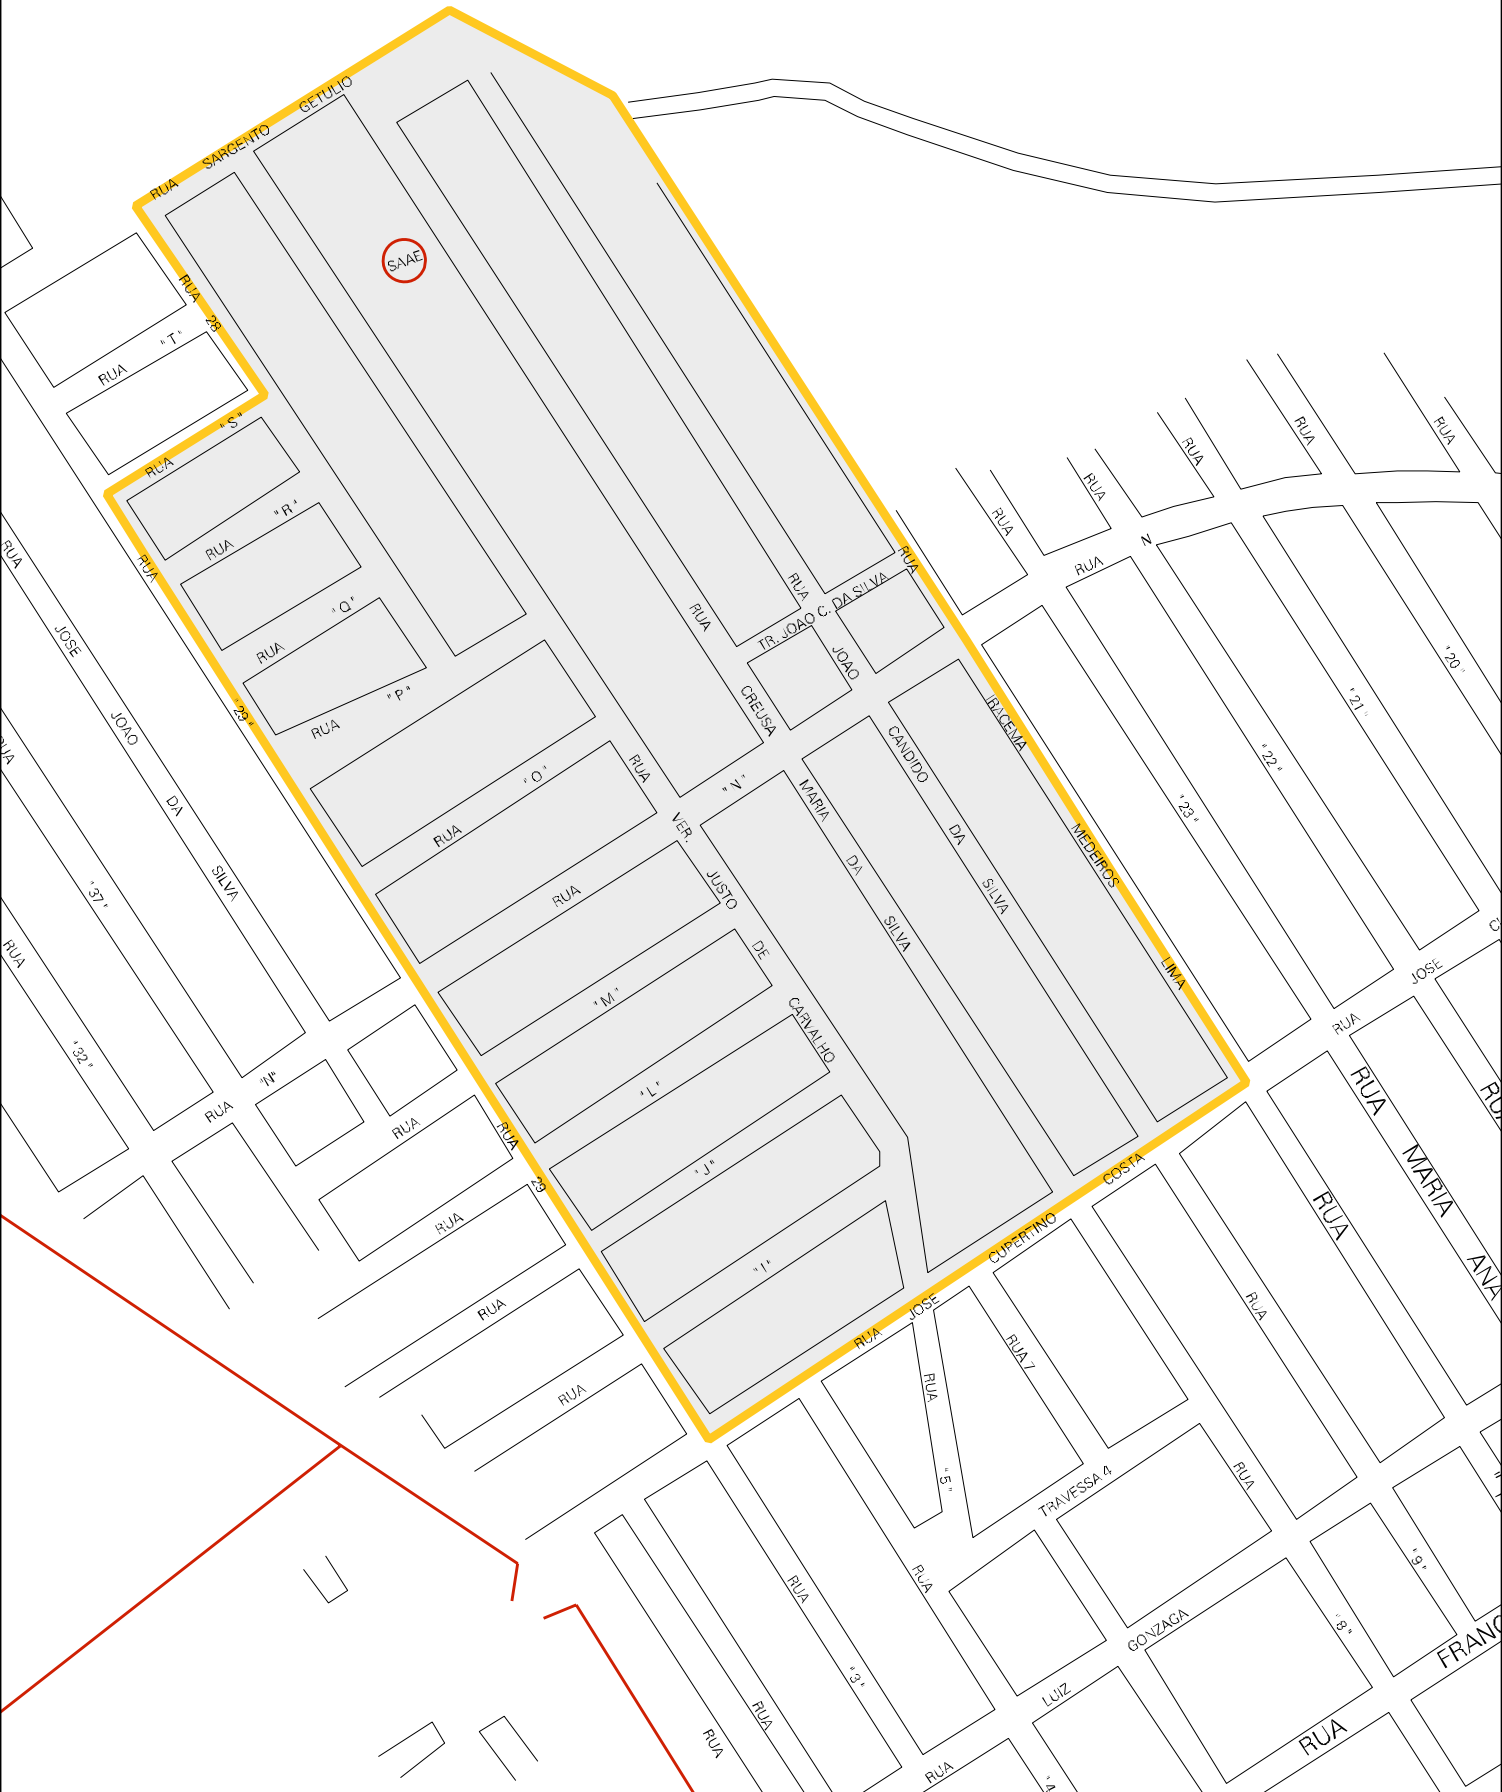 RUA SARGENTO GETULIO
SAAE
RUA 28
RUA "T"
RUA "S"
RUA "R"
RUA "Q"
RUA "P"
RUA "O"
RUA "29"
RUA JOSE JOAO DA SILVA
RUA "37"
RUA "32"
RUA "N"
RUA
RUA
RUA
RUA
RUA 29
RUA VER. JUSTO DE CARVALHO
RUA CREUSA MARIA DA SILVA
RUA JOAO CANDIDO DA SILVA
TR. JOAO C. DA SILVA
RUA IRACEMA MEDEIROS LIMA
"N"
RUA
"M"
"L"
"J"
"I"
RUA JOSE CUPERTINO COSTA
RUA
RUA
RUA
RUA
RUA
RUA N
"20"
"21"
"22"
"23"
RUA JOSE
RUA MARIA ANA
RUA
RUA
RUA
RUA 7
RUA "5"
TRAVESSA 4
RUA
RUA
RUA "3"
RUA
RUA
LUIZ GONZAGA
RUA
"8"
"9"
RUA FRANC